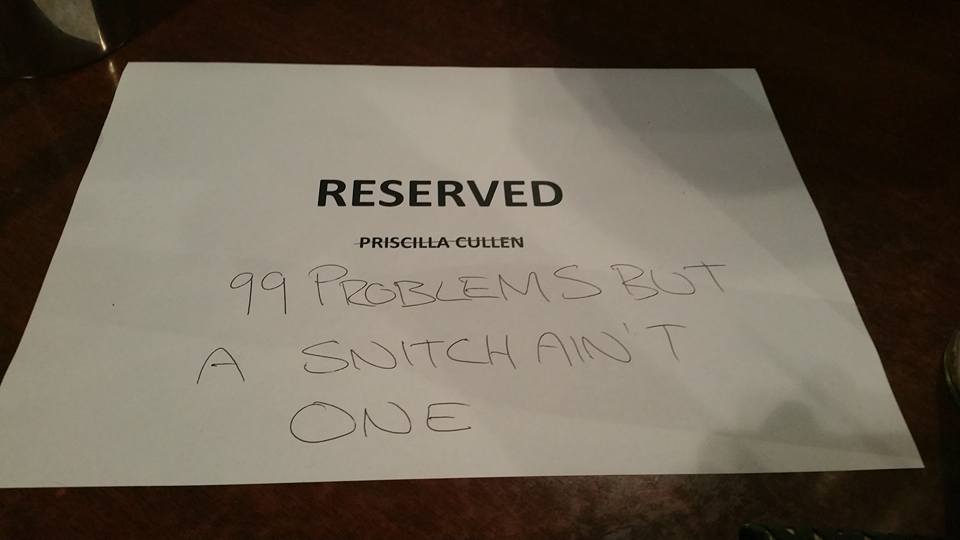 RESERVED
PRISCILLA CULLEN
99 PROBLEMS BUT
A SNITCH AIN'T
ONE